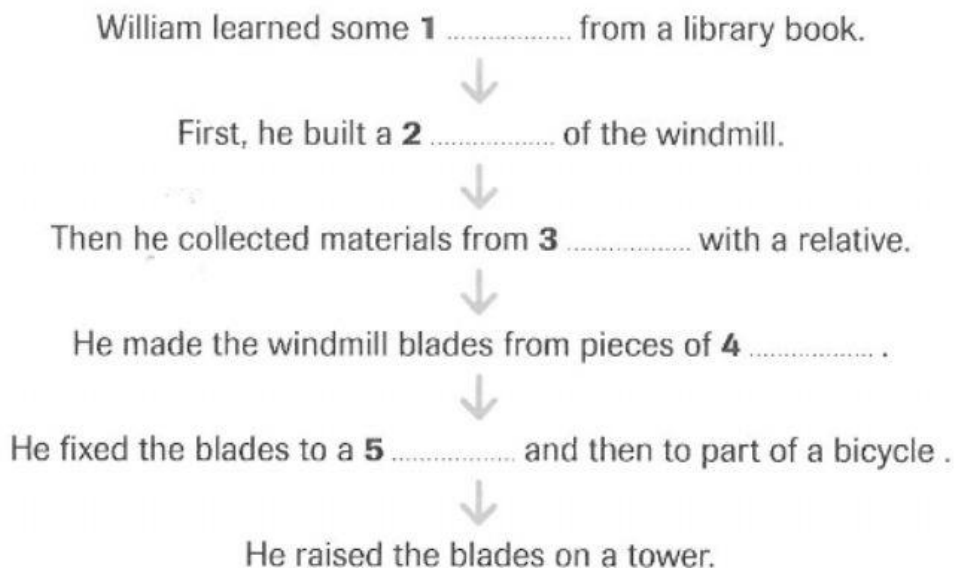 William learned some 1 ................ from a library book.
First, he built a 2 ................ of the windmill.
Then he collected materials from 3 ................ with a relative.
He made the windmill blades from pieces of 4 ................ .
He fixed the blades to a 5 ................ and then to part of a bicycle .
He raised the blades on a tower.